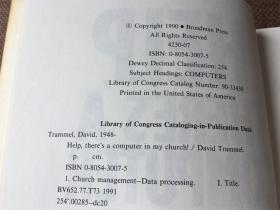 © Copyright 1990 • Broadman Press
All Rights Reserved
4230-07
ISBN: 0-8054-3007-5
Dewey Decimal Classification: 254
Subject Headings: COMPUTERS
Library of Congress Catalog Number: 90-33450
Printed in the United States of America
Library of Congress Cataloging-in-Publication Data
Trammel, David, 1948-
Help, there's a computer in my church! / David Trammel.
p. cm.
ISBN 0-8054-3007-5
1. Church management--Data processing. I. Title.
BV652.77.T73 1991
254'.00285--dc20